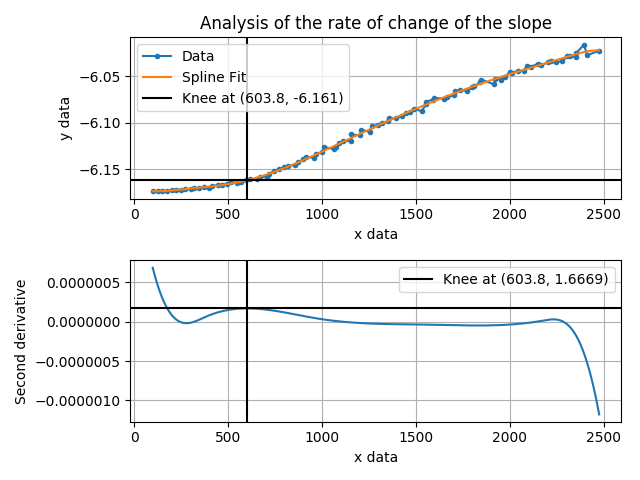 Analysis of the rate of change of the slope
Data
Spline Fit
Knee at (603.8, -6.161)
y data
−6.05
−6.10
−6.15
0 500 1000 1500 2000 2500
x data
Knee at (603.8, 1.6669)
Second derivative
0.0000005
0.0000000
−0.0000005
−0.0000010
0 500 1000 1500 2000 2500
x data